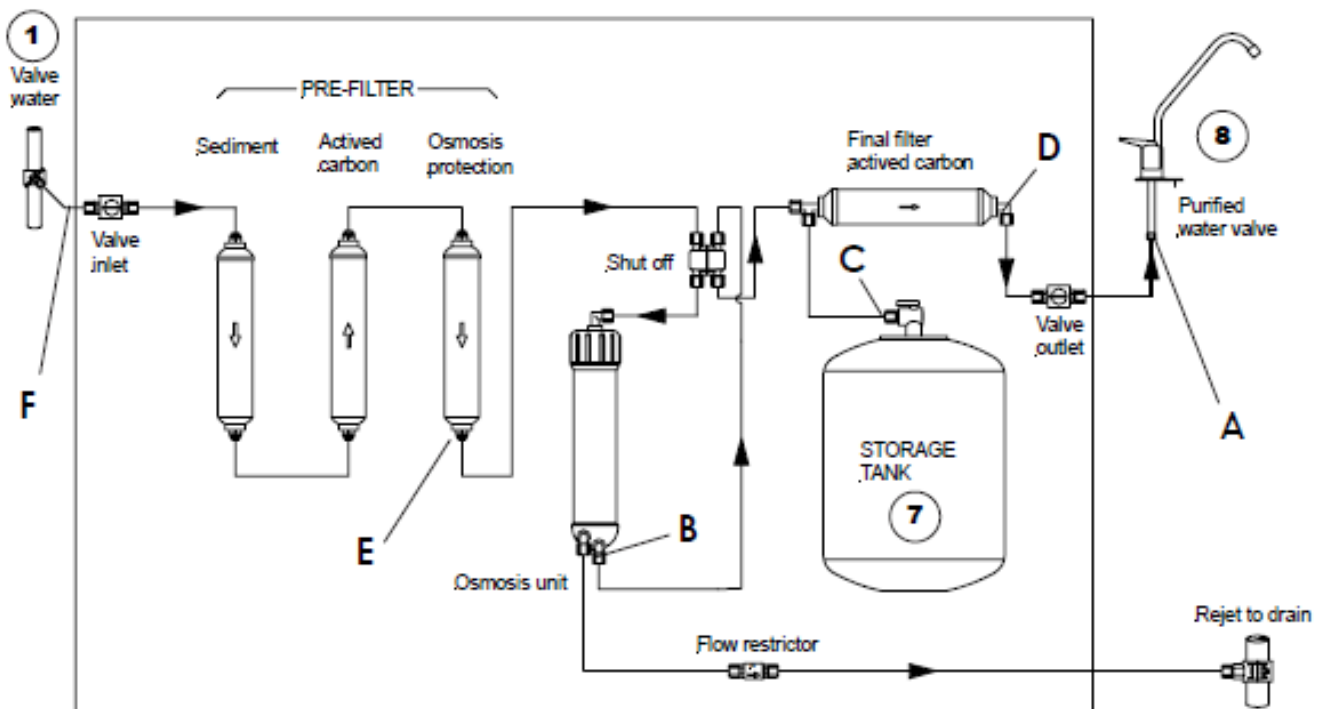 1
Valve
water
PRE-FILTER
Sediment
Actived
carbon
Osmosis
protection
Final filter
actived carbon
D
8
Purified
water valve
Valve
inlet
Shut off
C
Valve
outlet
F
A
STORAGE
TANK
7
E
B
Osmosis unit
Flow restrictor
Rejet to drain